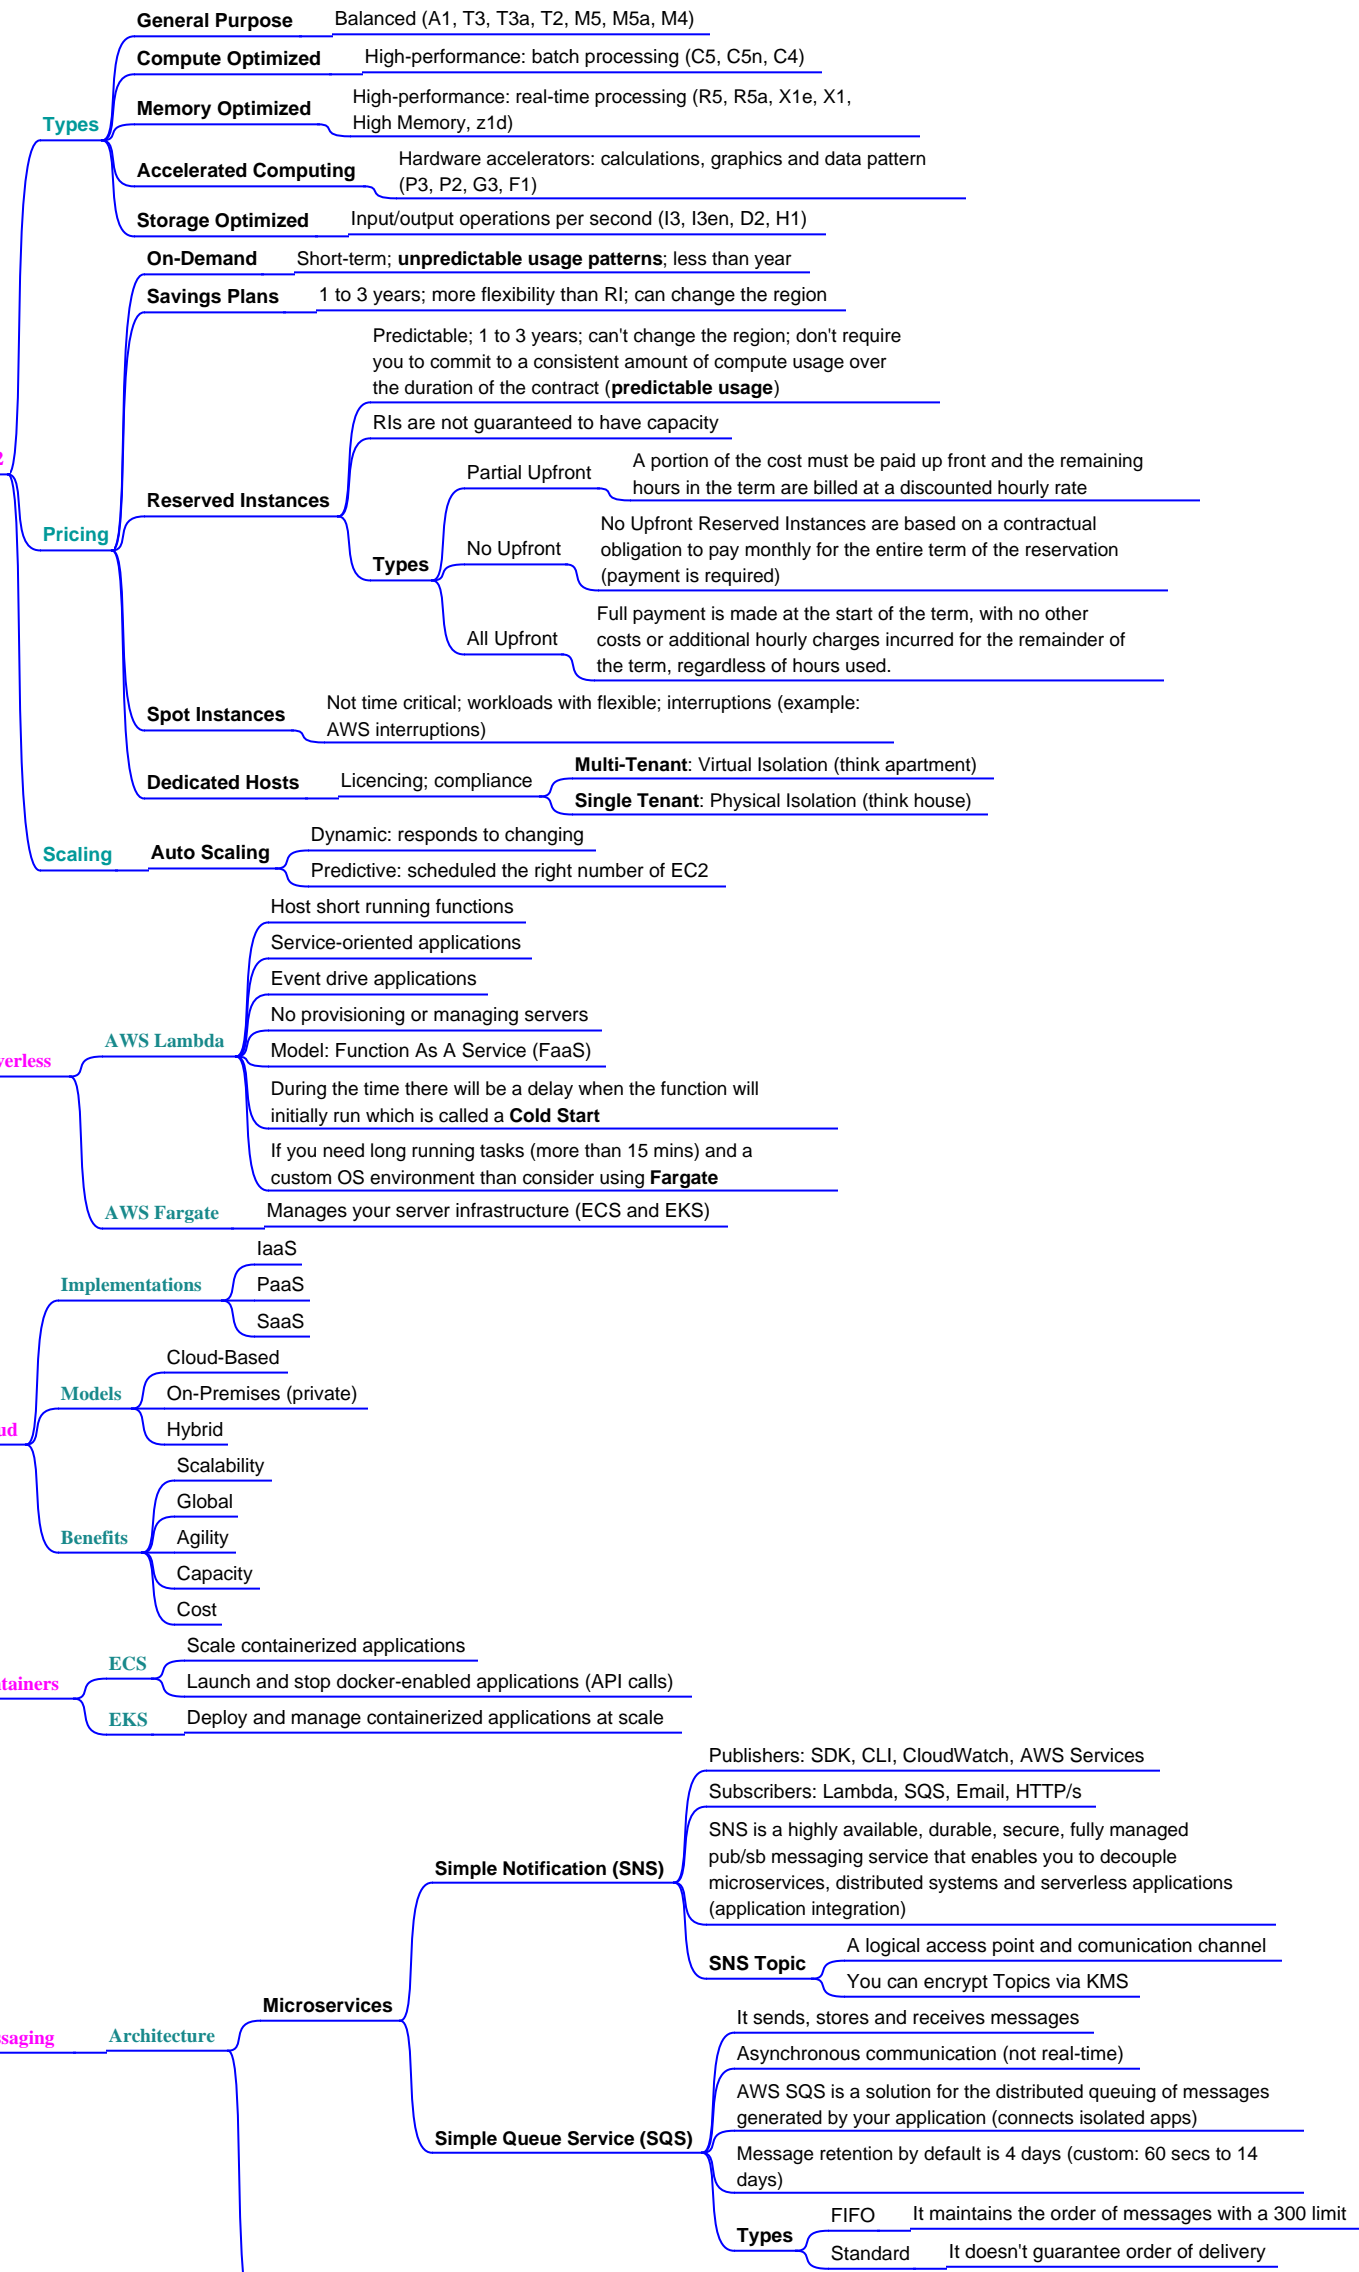 General Purpose
Balanced (A1, T3, T3a, T2, M5, M5a, M4)
Compute Optimized
High-performance: batch processing (C5, C5n, C4)
Types
Memory Optimized
High-performance: real-time processing (R5, R5a, X1e, X1,
High Memory, z1d)
Accelerated Computing
Hardware accelerators: calculations, graphics and data pattern
(P3, P2, G3, F1)
Storage Optimized
Input/output operations per second (I3, I3en, D2, H1)
2
Pricing
On-Demand
Short-term; unpredictable usage patterns; less than year
Savings Plans
1 to 3 years; more flexibility than RI; can change the region
Reserved Instances
Predictable; 1 to 3 years; can't change the region; don't require
you to commit to a consistent amount of compute usage over
the duration of the contract (predictable usage)
RIs are not guaranteed to have capacity
Types
Partial Upfront
A portion of the cost must be paid up front and the remaining
hours in the term are billed at a discounted hourly rate
No Upfront
No Upfront Reserved Instances are based on a contractual
obligation to pay monthly for the entire term of the reservation
(payment is required)
All Upfront
Full payment is made at the start of the term, with no other
costs or additional hourly charges incurred for the remainder of
the term, regardless of hours used.
Spot Instances
Not time critical; workloads with flexible; interruptions (example:
AWS interruptions)
Dedicated Hosts
Licencing; compliance
Multi-Tenant: Virtual Isolation (think apartment)
Single Tenant: Physical Isolation (think house)
Scaling
Auto Scaling
Dynamic: responds to changing
Predictive: scheduled the right number of EC2
verless
AWS Lambda
Host short running functions
Service-oriented applications
Event drive applications
No provisioning or managing servers
Model: Function As A Service (FaaS)
During the time there will be a delay when the function will
initially run which is called a Cold Start
If you need long running tasks (more than 15 mins) and a
custom OS environment than consider using Fargate
AWS Fargate
Manages your server infrastructure (ECS and EKS)
ud
Implementations
IaaS
PaaS
SaaS
Models
Cloud-Based
On-Premises (private)
Hybrid
Benefits
Scalability
Global
Agility
Capacity
Cost
tainers
ECS
Scale containerized applications
Launch and stop docker-enabled applications (API calls)
EKS
Deploy and manage containerized applications at scale
ssaging
Architecture
Microservices
Simple Notification (SNS)
Publishers: SDK, CLI, CloudWatch, AWS Services
Subscribers: Lambda, SQS, Email, HTTP/s
SNS is a highly available, durable, secure, fully managed
pub/sb messaging service that enables you to decouple
microservices, distributed systems and serverless applications
(application integration)
SNS Topic
A logical access point and comunication channel
You can encrypt Topics via KMS
Simple Queue Service (SQS)
It sends, stores and receives messages
Asynchronous communication (not real-time)
AWS SQS is a solution for the distributed queuing of messages
generated by your application (connects isolated apps)
Message retention by default is 4 days (custom: 60 secs to 14
days)
Types
FIFO
It maintains the order of messages with a 300 limit
Standard
It doesn't guarantee order of delivery